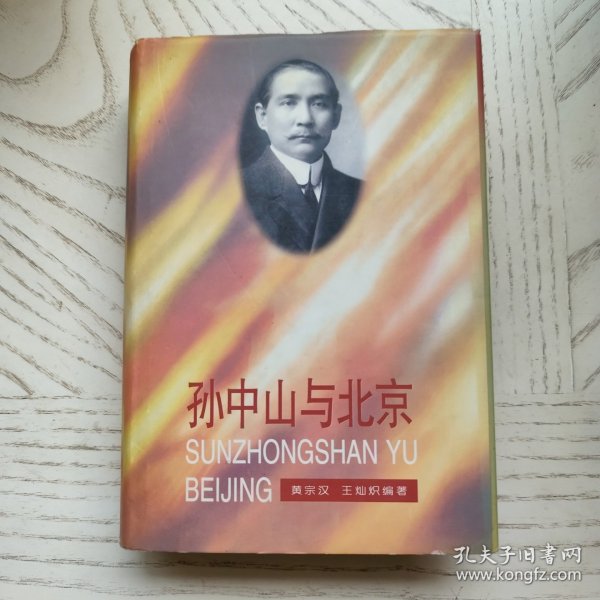 孙中山与北京
SUNZHONGSHAN YU
BEIJING 黄宗汉 王灿炽编著
孔夫子旧书网
www.kongfz.com